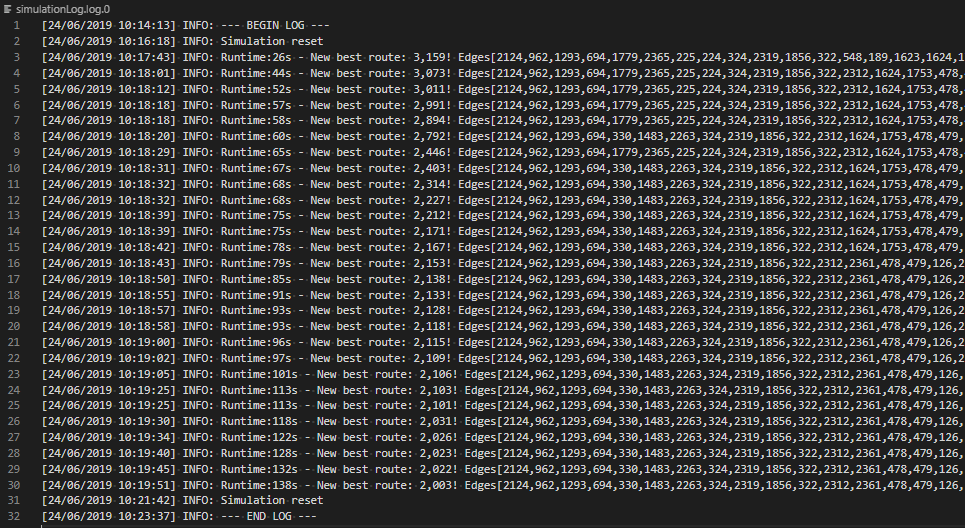 simulationLog.log.0
1 [24/06/2019 10:14:13] INFO: --- BEGIN LOG ---
2 [24/06/2019 10:16:18] INFO: Simulation reset
3 [24/06/2019 10:17:43] INFO: Runtime:26s - New best route: 3,159! Edges[2124,962,1293,694,1779,2365,225,224,324,2319,1856,322,548,189,1623,1624,1
4 [24/06/2019 10:18:01] INFO: Runtime:44s - New best route: 3,073! Edges[2124,962,1293,694,1779,2365,225,224,324,2319,1856,322,2312,1624,1753,478,
5 [24/06/2019 10:18:12] INFO: Runtime:52s - New best route: 3,011! Edges[2124,962,1293,694,1779,2365,225,224,324,2319,1856,322,2312,1624,1753,478,
6 [24/06/2019 10:18:18] INFO: Runtime:57s - New best route: 2,991! Edges[2124,962,1293,694,1779,2365,225,224,324,2319,1856,322,2312,1624,1753,478,
7 [24/06/2019 10:18:18] INFO: Runtime:58s - New best route: 2,894! Edges[2124,962,1293,694,1779,2365,225,224,324,2319,1856,322,2312,1624,1753,478,
8 [24/06/2019 10:18:20] INFO: Runtime:60s - New best route: 2,792! Edges[2124,962,1293,694,330,1483,2263,324,2319,1856,322,2312,1624,1753,478,479,
9 [24/06/2019 10:18:29] INFO: Runtime:65s - New best route: 2,446! Edges[2124,962,1293,694,1779,2365,225,224,324,2319,1856,322,2312,1624,1753,478,
10 [24/06/2019 10:18:31] INFO: Runtime:67s - New best route: 2,403! Edges[2124,962,1293,694,330,1483,2263,324,2319,1856,322,2312,1624,1753,478,479,
11 [24/06/2019 10:18:32] INFO: Runtime:68s - New best route: 2,314! Edges[2124,962,1293,694,330,1483,2263,324,2319,1856,322,2312,1624,1753,478,479,
12 [24/06/2019 10:18:32] INFO: Runtime:68s - New best route: 2,227! Edges[2124,962,1293,694,330,1483,2263,324,2319,1856,322,2312,1624,1753,478,479,
13 [24/06/2019 10:18:39] INFO: Runtime:75s - New best route: 2,212! Edges[2124,962,1293,694,330,1483,2263,324,2319,1856,322,2312,1624,1753,478,479,
14 [24/06/2019 10:18:39] INFO: Runtime:75s - New best route: 2,171! Edges[2124,962,1293,694,330,1483,2263,324,2319,1856,322,2312,1624,1753,478,479,
15 [24/06/2019 10:18:42] INFO: Runtime:78s - New best route: 2,167! Edges[2124,962,1293,694,330,1483,2263,324,2319,1856,322,2312,1624,1753,478,479,
16 [24/06/2019 10:18:43] INFO: Runtime:79s - New best route: 2,153! Edges[2124,962,1293,694,330,1483,2263,324,2319,1856,322,2312,2361,478,479,126,2
17 [24/06/2019 10:18:50] INFO: Runtime:85s - New best route: 2,138! Edges[2124,962,1293,694,330,1483,2263,324,2319,1856,322,2312,2361,478,479,126,2
18 [24/06/2019 10:18:55] INFO: Runtime:91s - New best route: 2,133! Edges[2124,962,1293,694,330,1483,2263,324,2319,1856,322,2312,2361,478,479,126,2
19 [24/06/2019 10:18:57] INFO: Runtime:93s - New best route: 2,128! Edges[2124,962,1293,694,330,1483,2263,324,2319,1856,322,2312,2361,478,479,126,2
20 [24/06/2019 10:18:58] INFO: Runtime:93s - New best route: 2,118! Edges[2124,962,1293,694,330,1483,2263,324,2319,1856,322,2312,2361,478,479,126,2
21 [24/06/2019 10:19:00] INFO: Runtime:96s - New best route: 2,115! Edges[2124,962,1293,694,330,1483,2263,324,2319,1856,322,2312,2361,478,479,126,2
22 [24/06/2019 10:19:02] INFO: Runtime:97s - New best route: 2,109! Edges[2124,962,1293,694,330,1483,2263,324,2319,1856,322,2312,2361,478,479,126,2
23 [24/06/2019 10:19:05] INFO: Runtime:101s - New best route: 2,106! Edges[2124,962,1293,694,330,1483,2263,324,2319,1856,322,2312,2361,478,479,126,
24 [24/06/2019 10:19:25] INFO: Runtime:113s - New best route: 2,103! Edges[2124,962,1293,694,330,1483,2263,324,2319,1856,322,2312,2361,478,479,126,
25 [24/06/2019 10:19:25] INFO: Runtime:113s - New best route: 2,101! Edges[2124,962,1293,694,330,1483,2263,324,2319,1856,322,2312,2361,478,479,126,
26 [24/06/2019 10:19:30] INFO: Runtime:118s - New best route: 2,031! Edges[2124,962,1293,694,330,1483,2263,324,2319,1856,322,2312,2361,478,479,126,
27 [24/06/2019 10:19:34] INFO: Runtime:122s - New best route: 2,026! Edges[2124,962,1293,694,330,1483,2263,324,2319,1856,322,2312,2361,478,479,126,
28 [24/06/2019 10:19:40] INFO: Runtime:128s - New best route: 2,023! Edges[2124,962,1293,694,330,1483,2263,324,2319,1856,322,2312,2361,478,479,126,
29 [24/06/2019 10:19:45] INFO: Runtime:132s - New best route: 2,022! Edges[2124,962,1293,694,330,1483,2263,324,2319,1856,322,2312,2361,478,479,126,
30 [24/06/2019 10:19:51] INFO: Runtime:138s - New best route: 2,003! Edges[2124,962,1293,694,330,1483,2263,324,2319,1856,322,2312,2361,478,479,126,
31 [24/06/2019 10:21:42] INFO: Simulation reset
32 [24/06/2019 10:23:37] INFO: --- END LOG ---